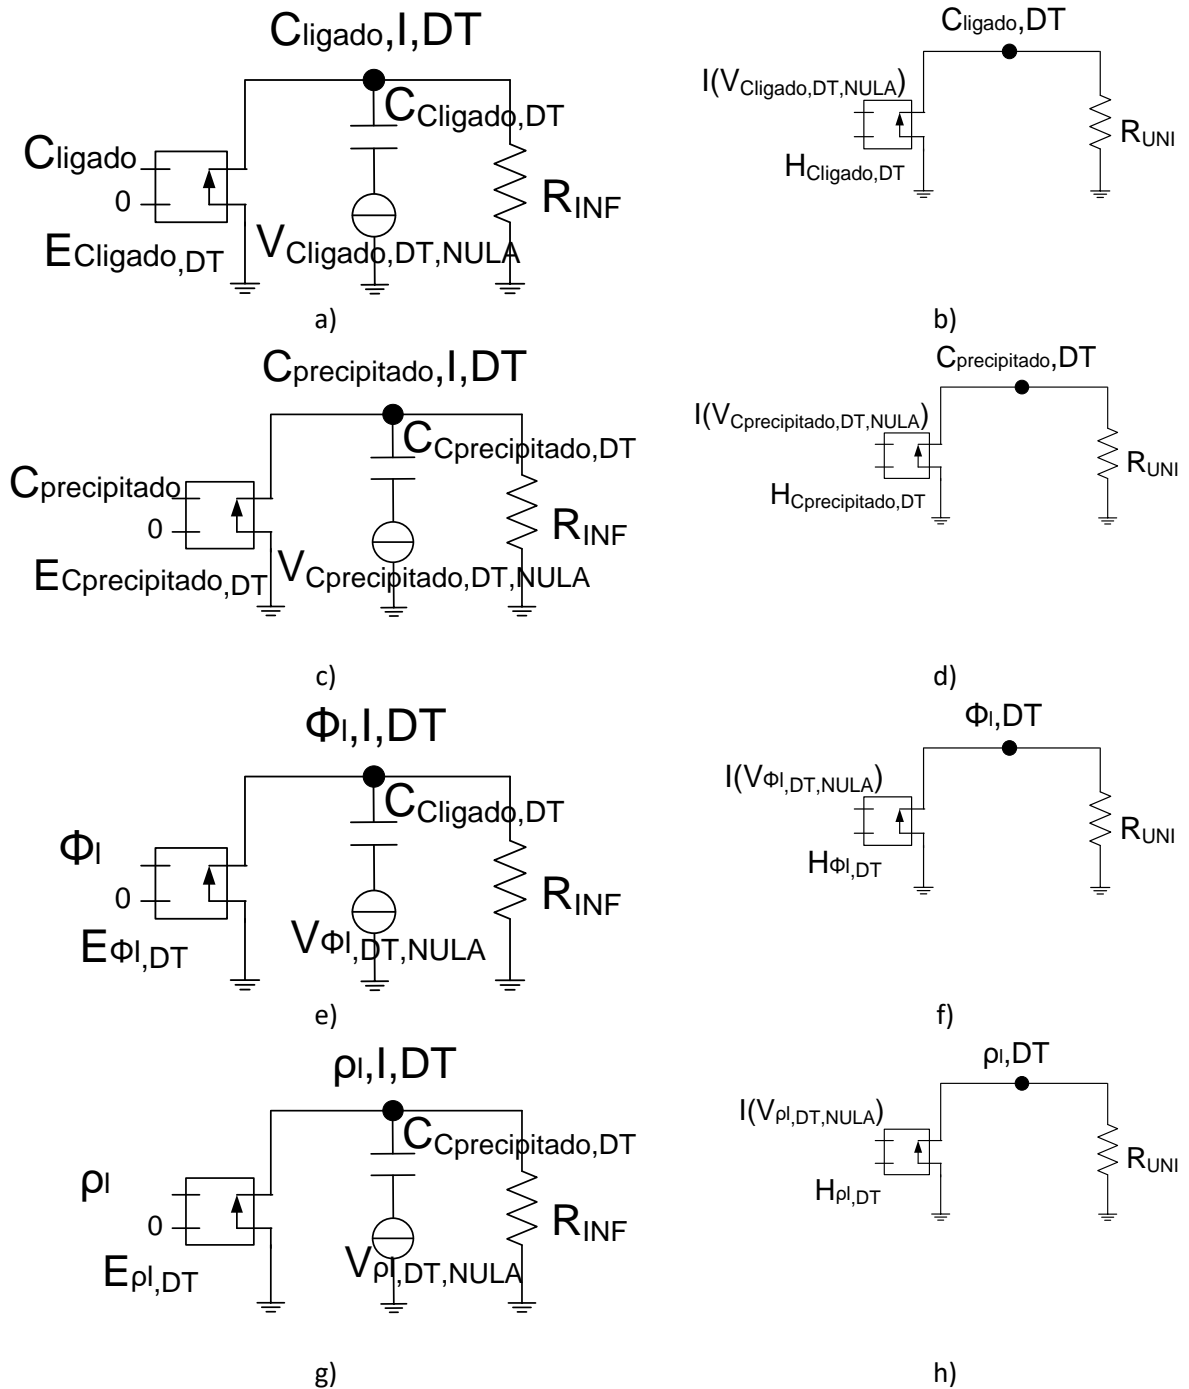 Cligado,I,DT
Cligado,DT
CCligado,DT
I(VCligado,DT,NULA)
Cligado
0
RINF
RUNI
ECligado,DT
VCligado,DT,NULA
HCligado,DT
a)
b)
Cprecipitado,I,DT
Cprecipitado,DT
CCprecipitado,DT
I(VCprecipitado,DT,NULA)
Cprecipitado
0
RINF
RUNI
ECprecipitado,DT
VCprecipitado,DT,NULA
HCprecipitado,DT
c)
d)
Φl,I,DT
Φl,DT
CCligado,DT
I(VΦl,DT,NULA)
Φl
0
RINF
RUNI
EΦl,DT
VΦl,DT,NULA
HΦl,DT
e)
f)
ρl,I,DT
ρl,DT
CCprecipitado,DT
I(Vρl,DT,NULA)
ρl
0
RINF
RUNI
Eρl,DT
Vρl,DT,NULA
Hρl,DT
g)
h)